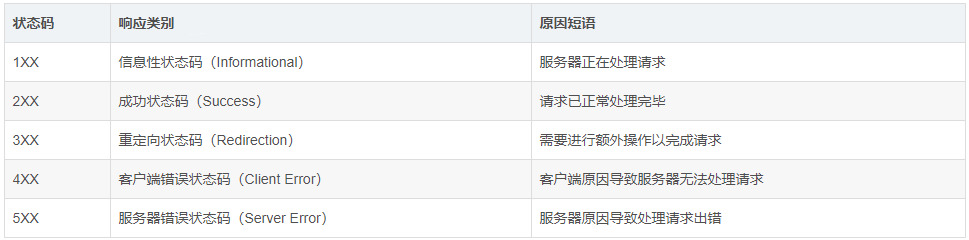 状态码 响应类别 原因短语
1XX 信息性状态码（Informational） 服务器正在处理请求
2XX 成功状态码（Success） 请求已正常处理完毕
3XX 重定向状态码（Redirection） 需要进行额外操作以完成请求
4XX 客户端错误状态码（Client Error） 客户端原因导致服务器无法处理请求
5XX 服务器错误状态码（Server Error） 服务器原因导致处理请求出错